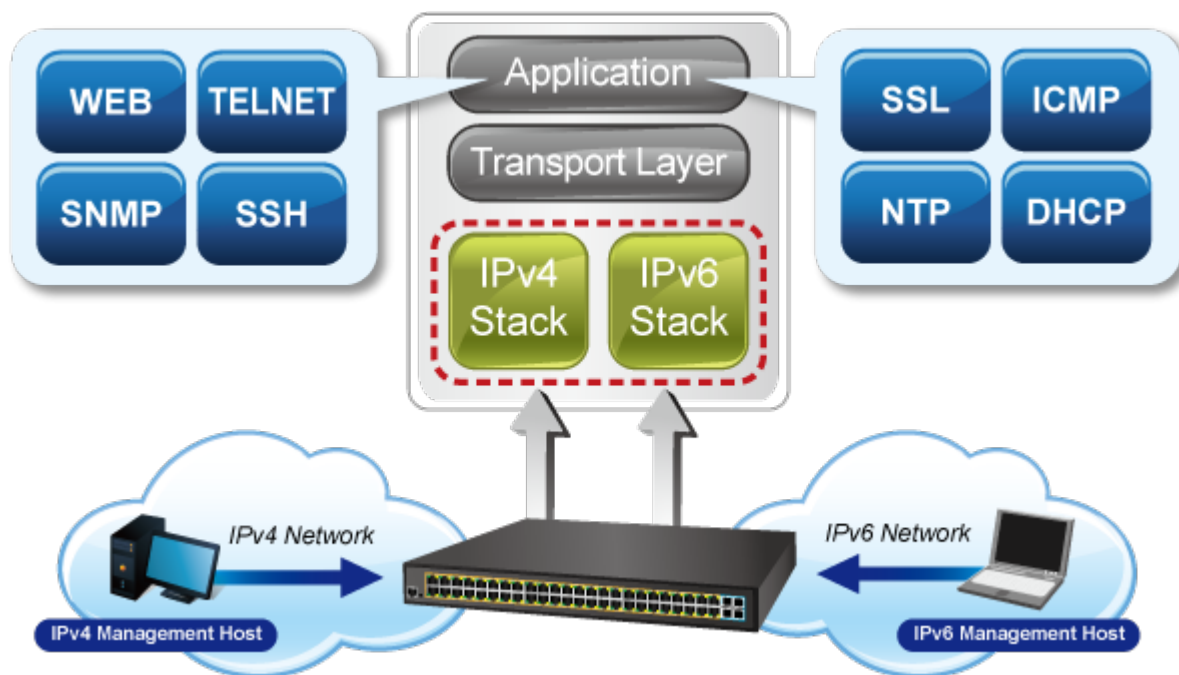 WEB
TELNET
SNMP
SSH
Application
Transport Layer
IPv4
Stack
IPv6
Stack
SSL
ICMP
NTP
DHCP
IPv4 Network
IPv4 Management Host
IPv6 Network
IPv6 Management Host